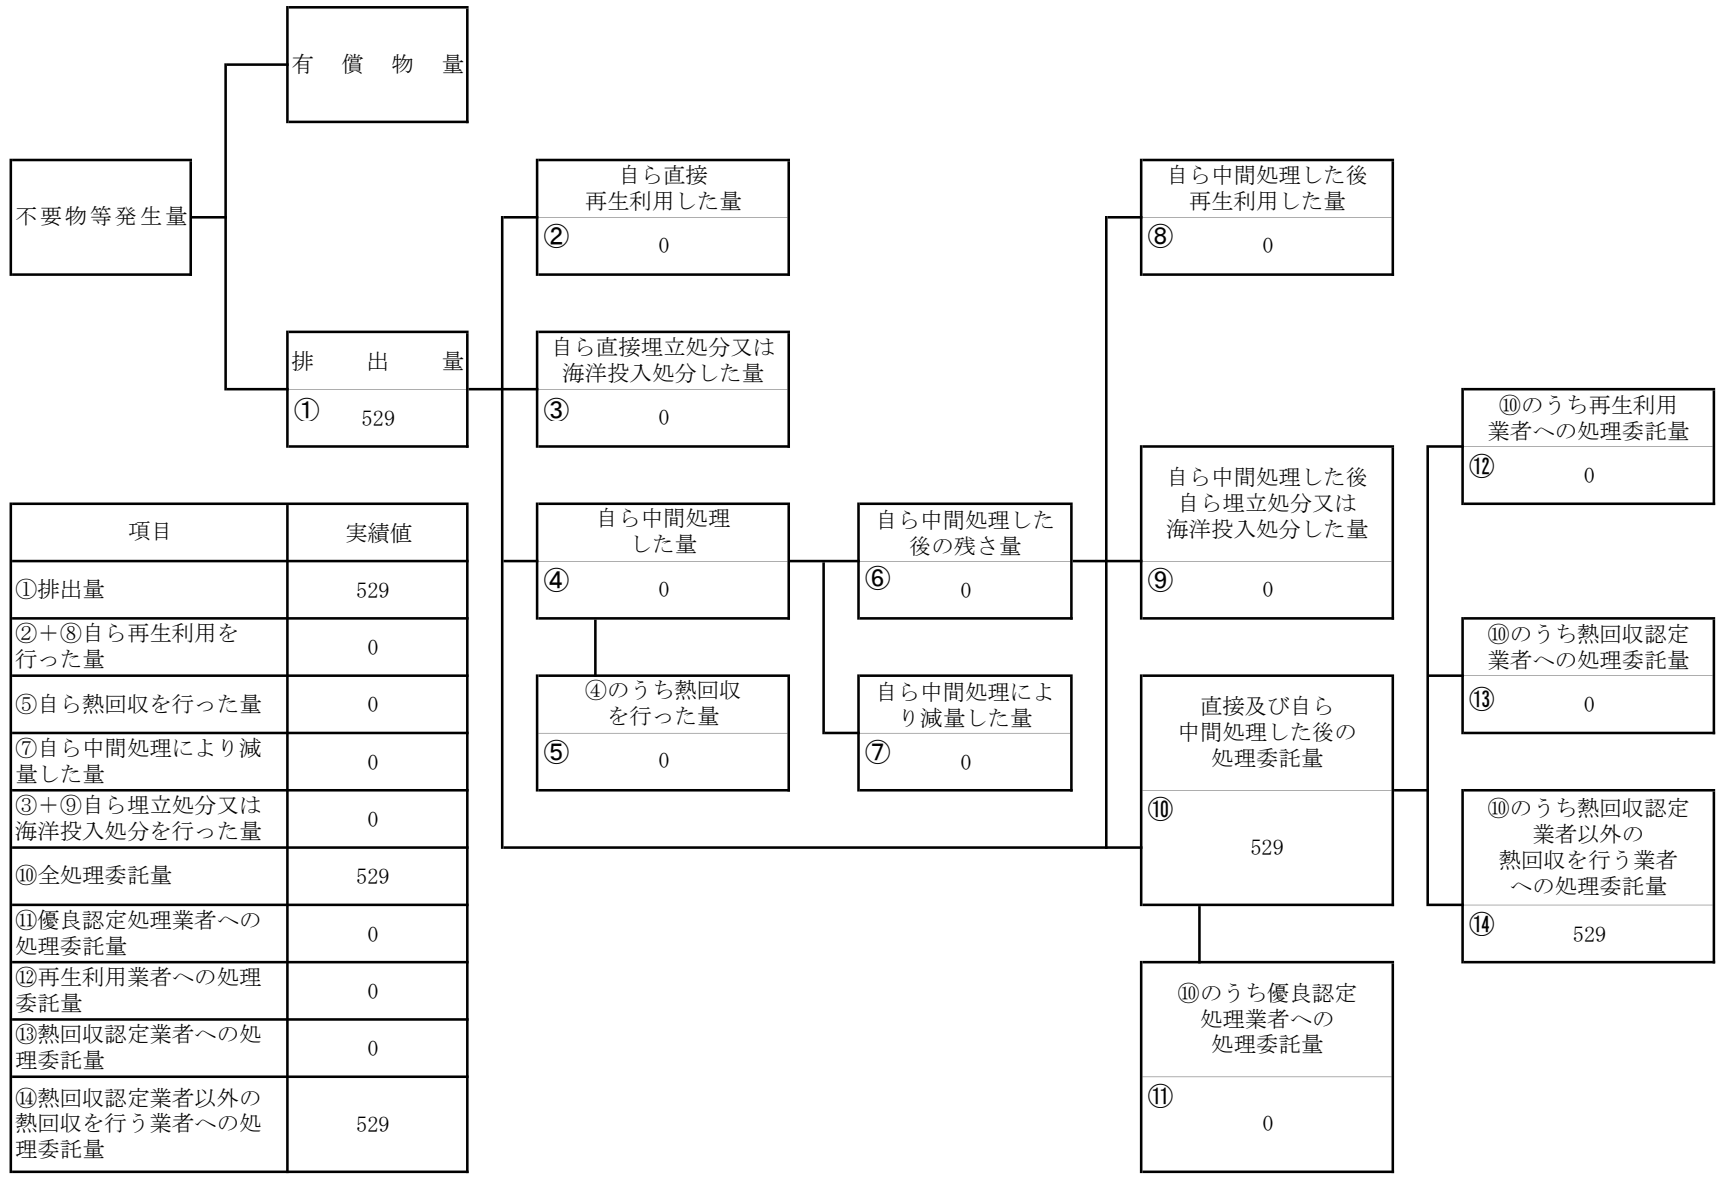 有償物量
不要物等発生量
排出量
①
529
自ら直接
再生利用した量
②
0
自ら直接埋立処分又は
海洋投入処分した量
③
0
自ら中間処理
した量
④
0
④のうち熱回収
を行った量
⑤
0
自ら中間処理した
後の残さ量
⑥
0
自ら中間処理によ
り減量した量
⑦
0
自ら中間処理した後
再生利用した量
⑧
0
自ら中間処理した後
自ら埋立処分又は
海洋投入処分した量
⑨
0
直接及び自ら
中間処理した後の
処理委託量
⑩
529
⑩のうち優良認定
処理業者への
処理委託量
⑪
0
⑩のうち再生利用
業者への処理委託量
⑫
0
⑩のうち熱回収認定
業者への処理委託量
⑬
0
⑩のうち熱回収認定
業者以外の
熱回収を行う業者
への処理委託量
⑭
529
項目 実績値
①排出量 529
②+⑧自ら再生利用を
行った量
0
⑤自ら熱回収を行った量 0
⑦自ら中間処理により減
量した量
0
③+⑨自ら埋立処分又は
海洋投入処分を行った量
0
⑩全処理委託量 529
⑪優良認定処理業者への
処理委託量
0
⑫再生利用業者への処理
委託量
0
⑬熱回収認定業者への処
理委託量
0
⑭熱回収認定業者以外の
熱回収を行う業者への処
理委託量
529